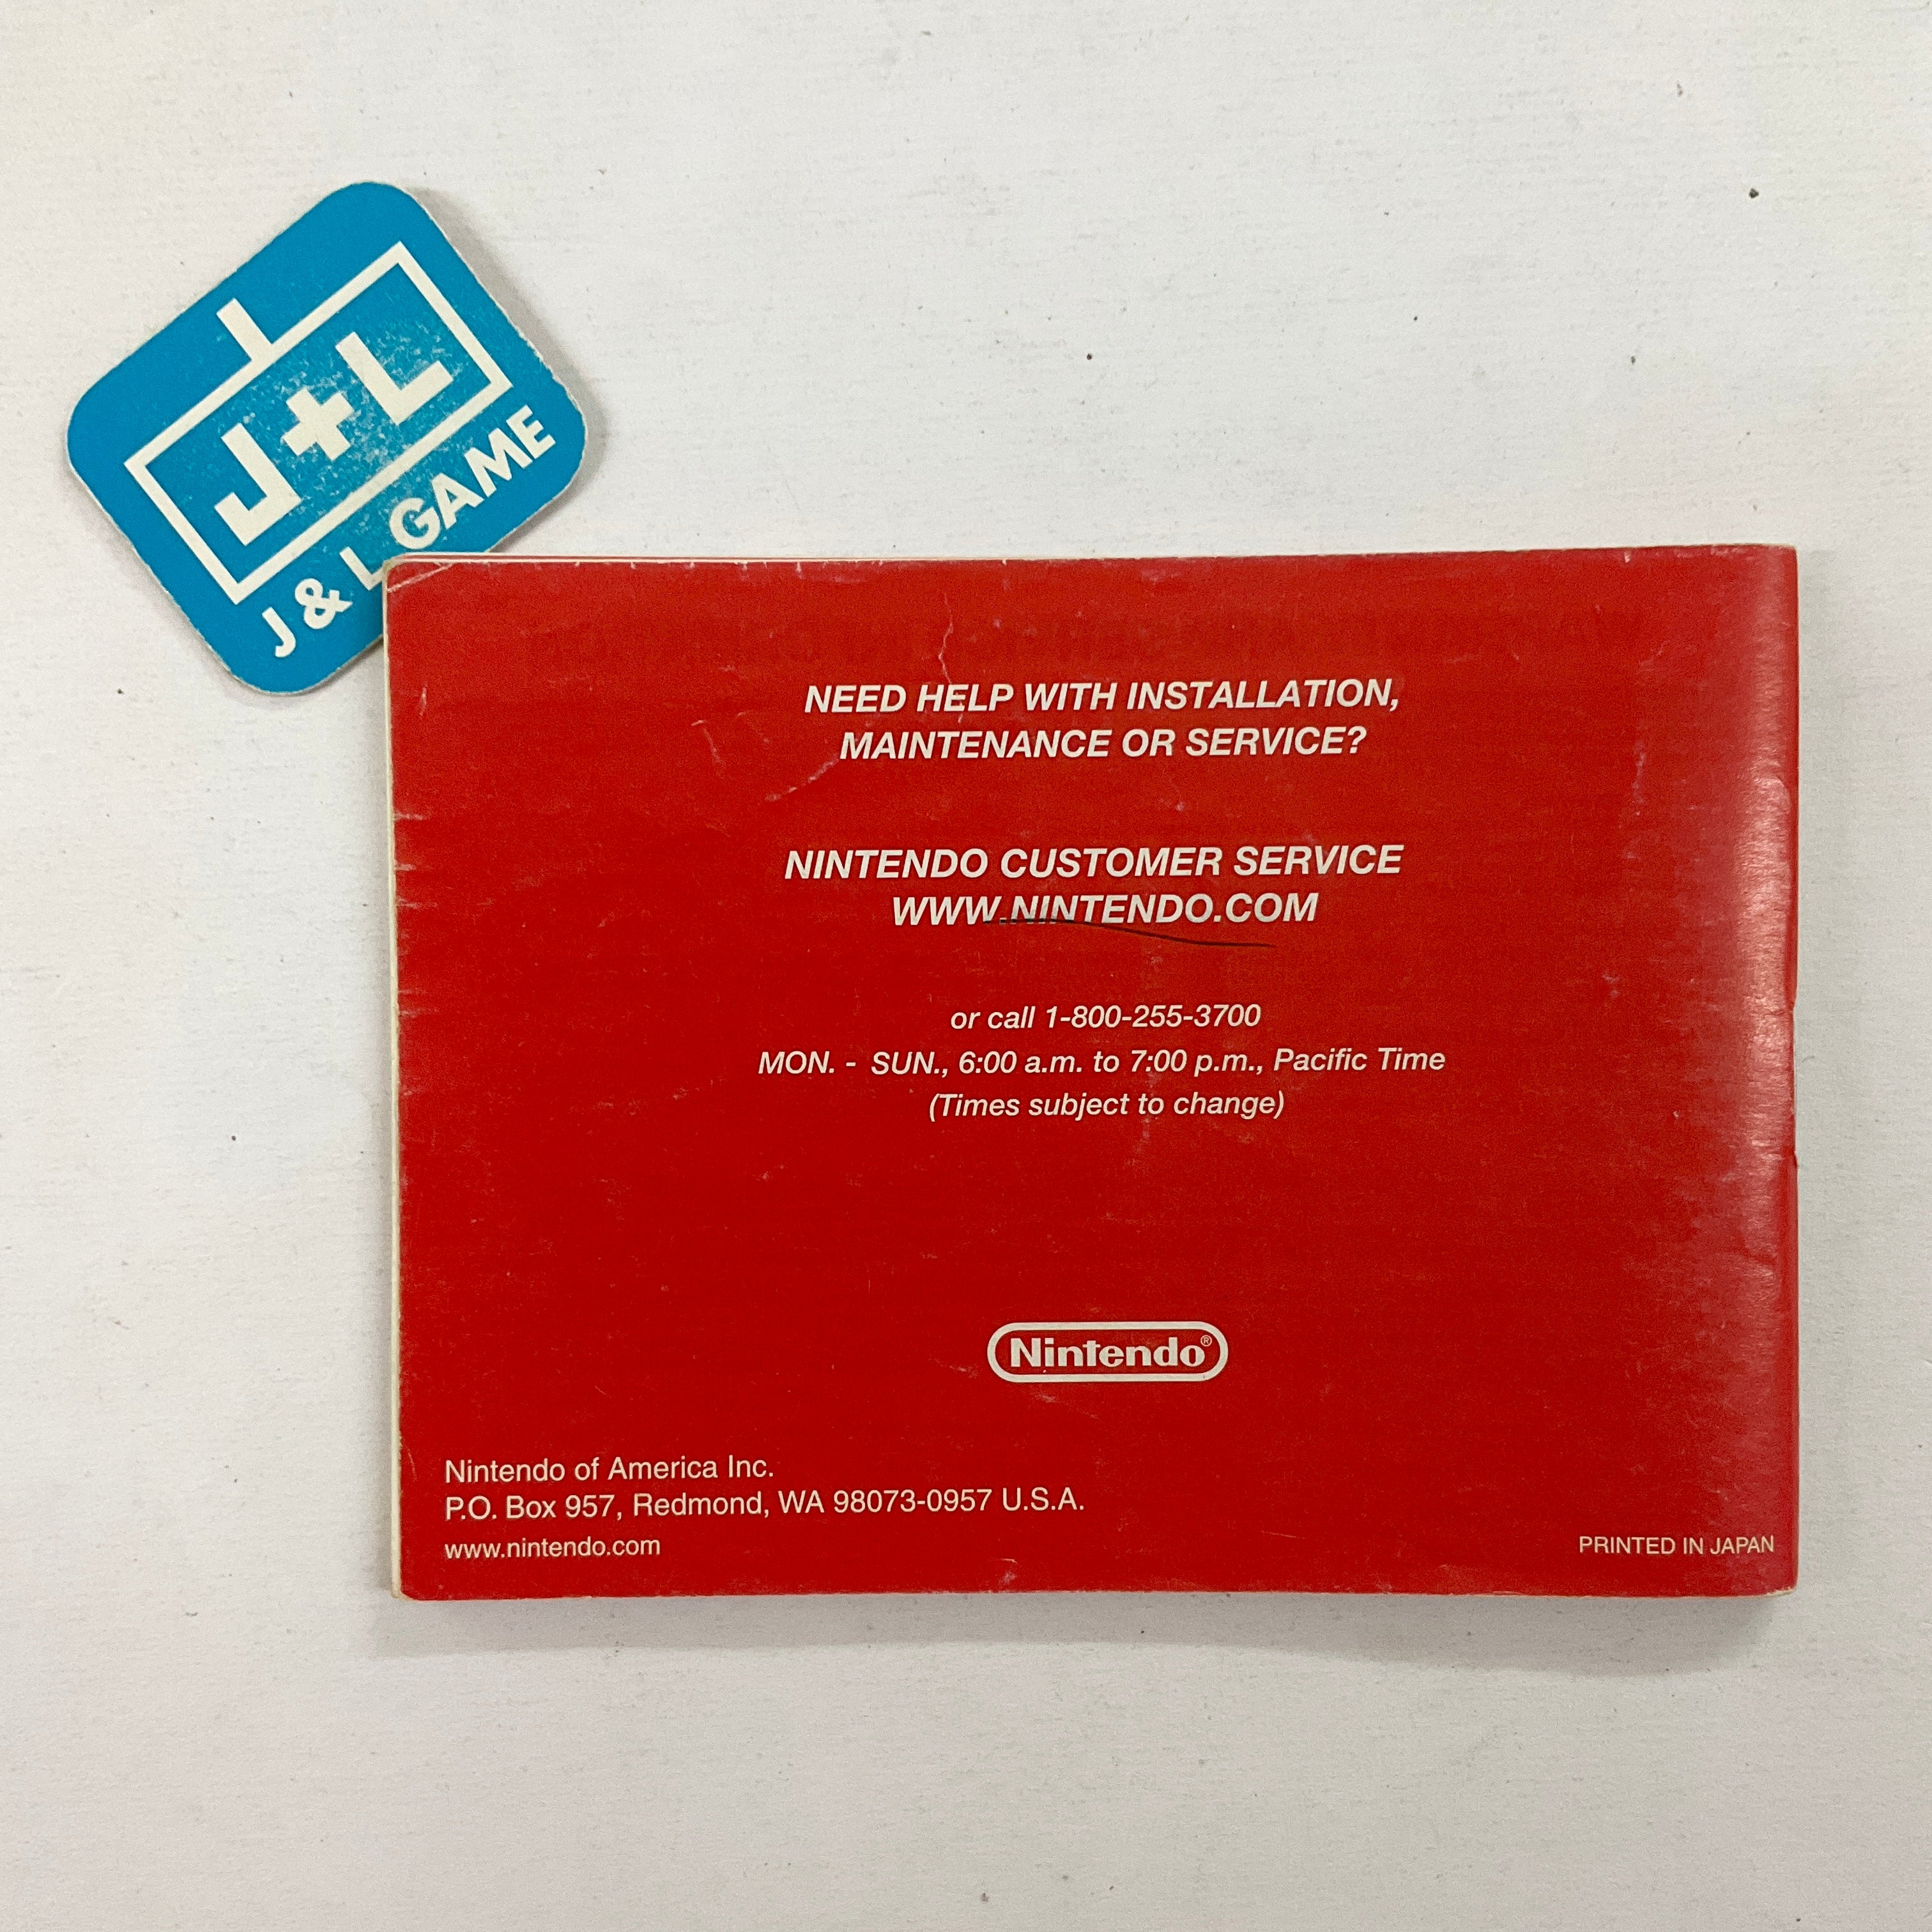 J+L
J & L GAME
NEED HELP WITH INSTALLATION,
MAINTENANCE OR SERVICE?
NINTENDO CUSTOMER SERVICE
WWW.NINTENDO.COM
or call 1-800-255-3700
MON. - SUN., 6:00 a.m. to 7:00 p.m., Pacific Time
(Times subject to change)
Nintendo®
Nintendo of America Inc.
P.O. Box 957, Redmond, WA 98073-0957 U.S.A.
www.nintendo.com
PRINTED IN JAPAN